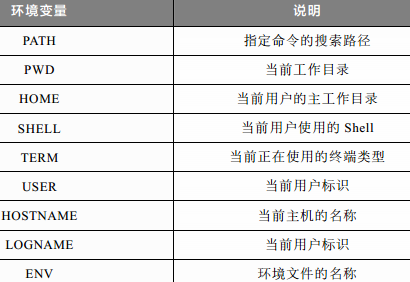 环境变量 说明
PATH 指定命令的搜索路径
PWD 当前工作目录
HOME 当前用户的主工作目录
SHELL 当前用户使用的 Shell
TERM 当前正在使用的终端类型
USER 当前用户标识
HOSTNAME 当前主机的名称
LOGNAME 当前用户标识
ENV 环境文件的名称